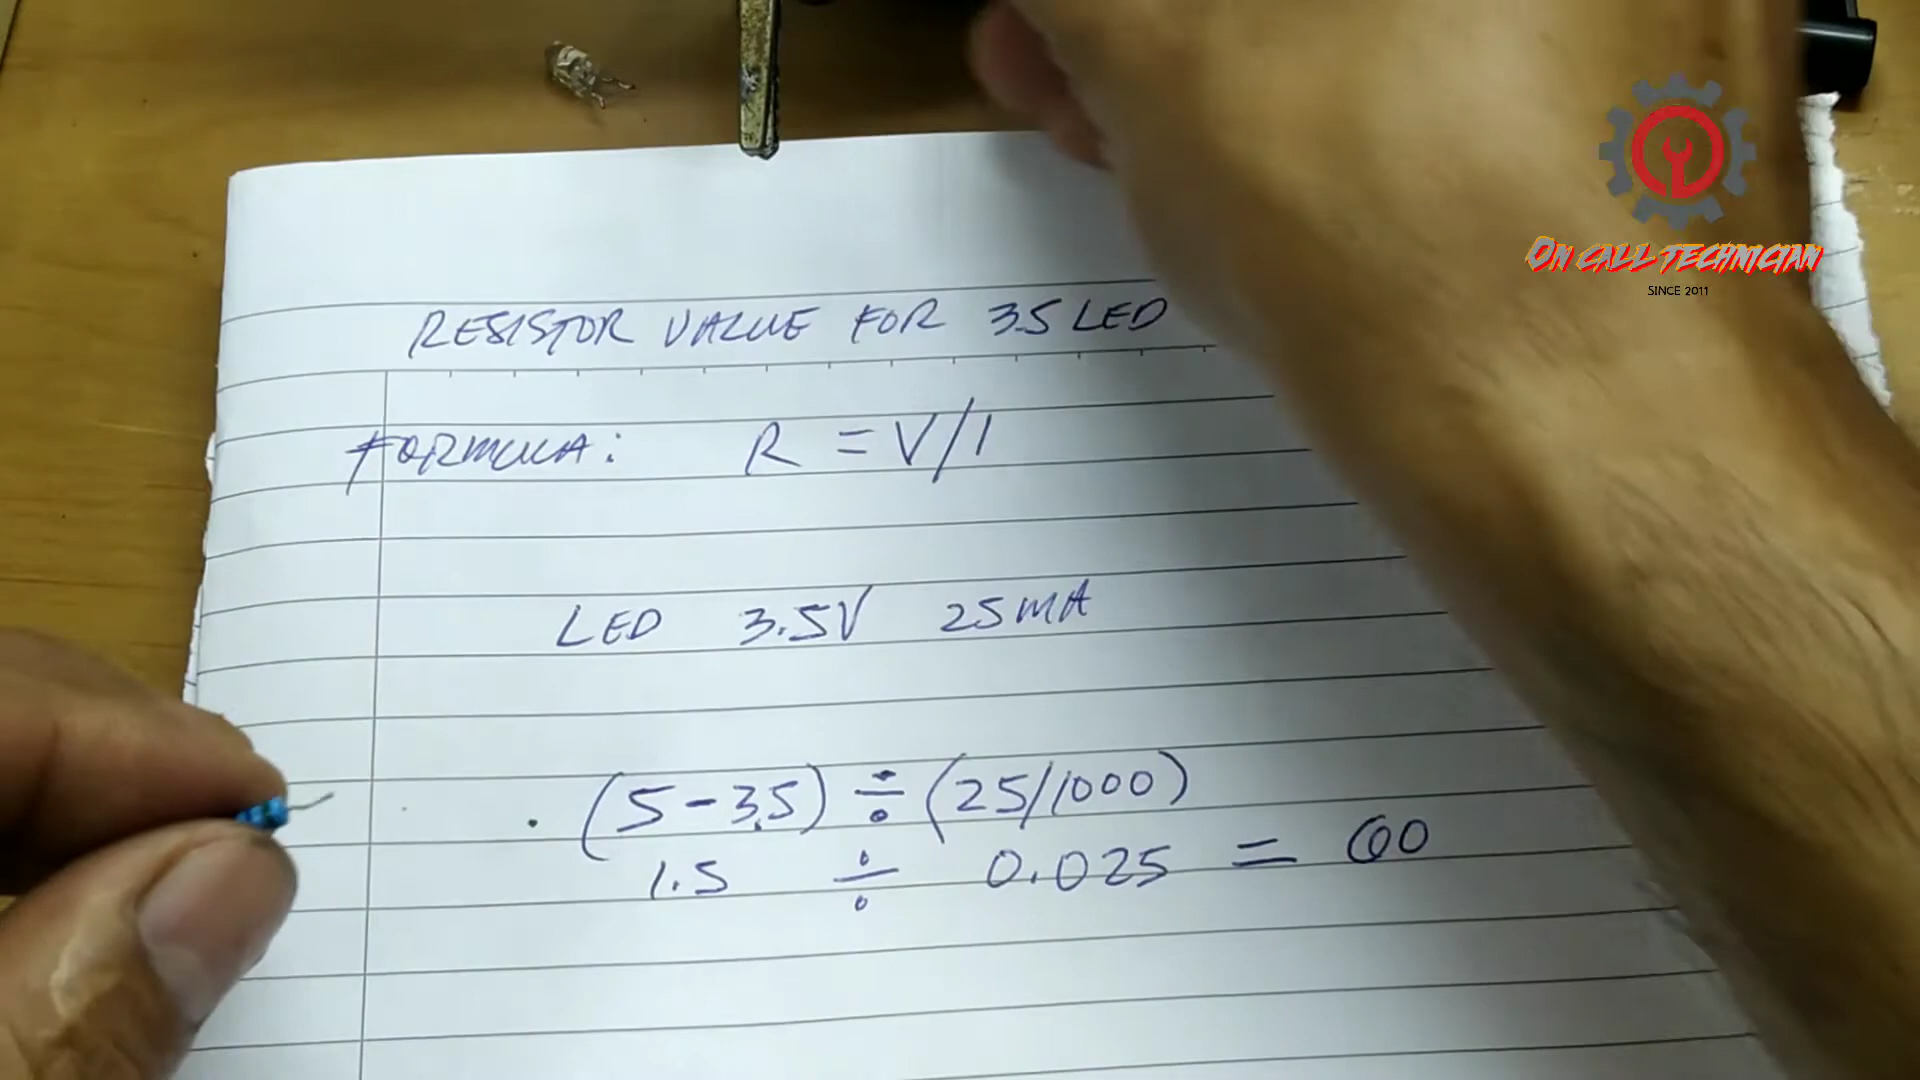 RESISTOR VALUE FOR 3.5 LED
FORMULA: R = V/I
LED 3.5V 25MA
(5-3.5) ÷ (25/1000)
1.5 ÷ 0.025 = 60
ON CALL TECHNICIAN
SINCE 2011